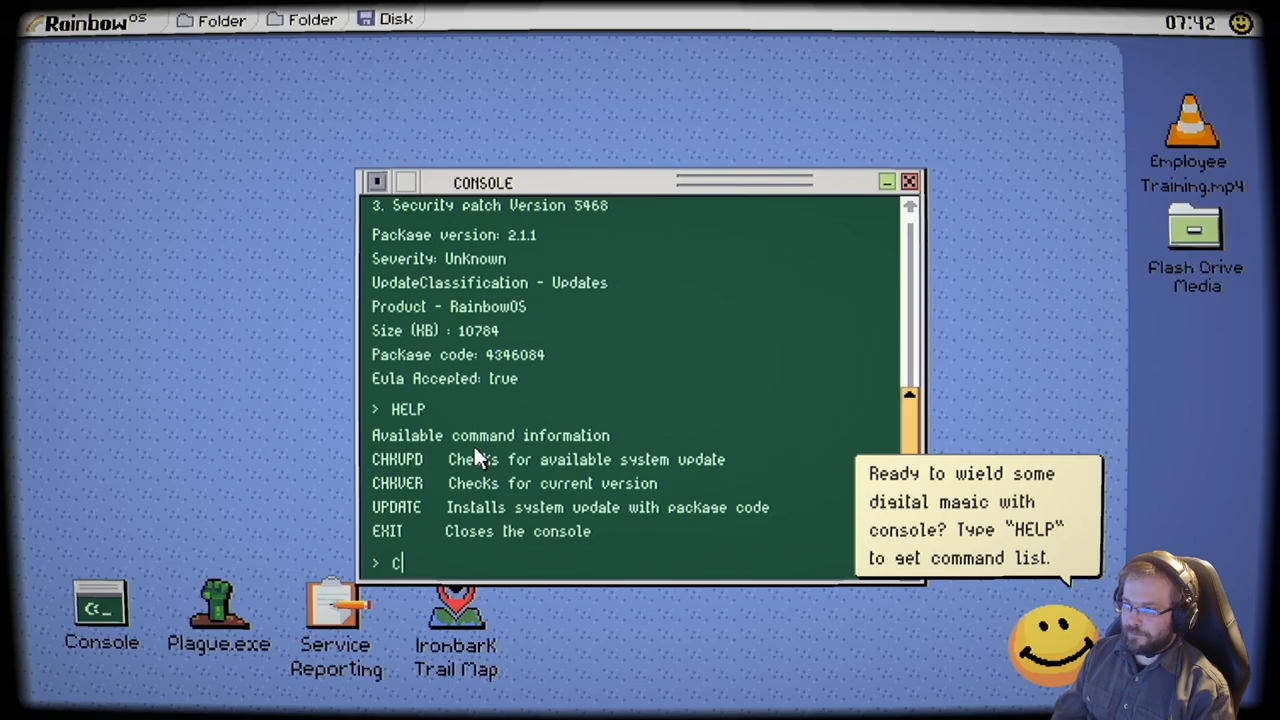 RainbowOS
Folder
Folder
Disk
07:42
Employee
Training.mp4
Flash Drive
Media
CONSOLE
3. Security patch Version 5468
Package version: 2.1.1
Severity: Unknown
UpdateClassification - Updates
Product - RainbowOS
Size (KB) : 10784
Package code: 4346084
Eula Accepted: true
> HELP
Available command information
CHKUPD Checks for available system update
CHKVER Checks for current version
UPDATE Installs system update with package code
EXIT Closes the console
> C
Ready to wield some
digital magic with
console? Type "HELP"
to get command list.
Console
Plague.exe
Service
Reporting
Ironbark
Trail Map